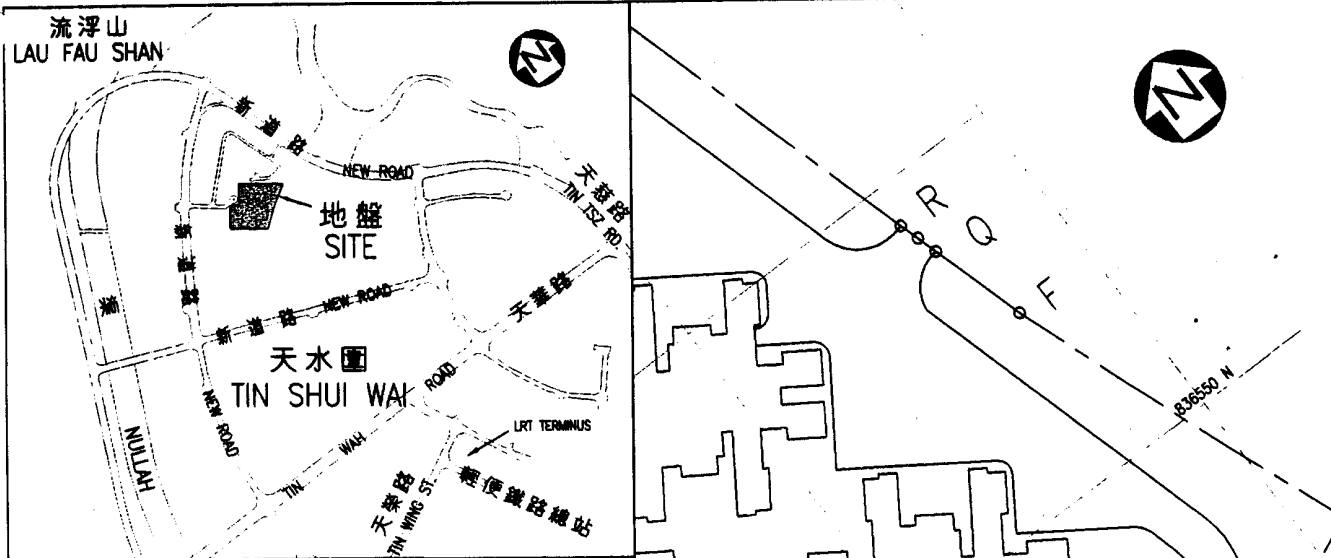 流浮山
LAU FAU SHAN
N
新道路
NEW ROAD
天慈路
TIN TSZ RD.
地盤
SITE
新道路
新道路
NEW ROAD
天華路
天水圍
TIN SHUI WAI
NEW ROAD
NULLAH
TIN WAH ROAD
LRT TERMINUS
輕便鐵路總站
天榮路
TIN WING ST.
N
R
Q
F
836550 N